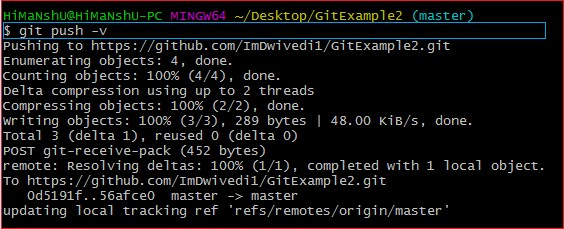 HiMaNshU@HiMaNshU-PC MINGW64 ~/Desktop/GitExample2 (master)
$ git push -v
Pushing to https://github.com/ImDwivedi1/GitExample2.git
Enumerating objects: 4, done.
Counting objects: 100% (4/4), done.
Delta compression using up to 2 threads
Compressing objects: 100% (2/2), done.
Writing objects: 100% (3/3), 289 bytes | 48.00 KiB/s, done.
Total 3 (delta 1), reused 0 (delta 0)
POST git-receive-pack (452 bytes)
remote: Resolving deltas: 100% (1/1), completed with 1 local object.
To https://github.com/ImDwivedi1/GitExample2.git
   0d5191f..56afce0  master -> master
updating local tracking ref 'refs/remotes/origin/master'